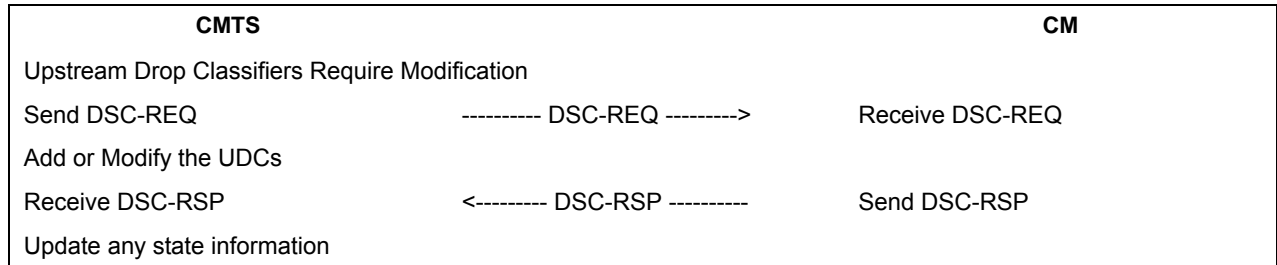 CMTS CM
Upstream Drop Classifiers Require Modification
Send DSC-REQ ---------- DSC-REQ ---------> Receive DSC-REQ
Add or Modify the UDCs
Receive DSC-RSP <--------- DSC-RSP ---------- Send DSC-RSP
Update any state information